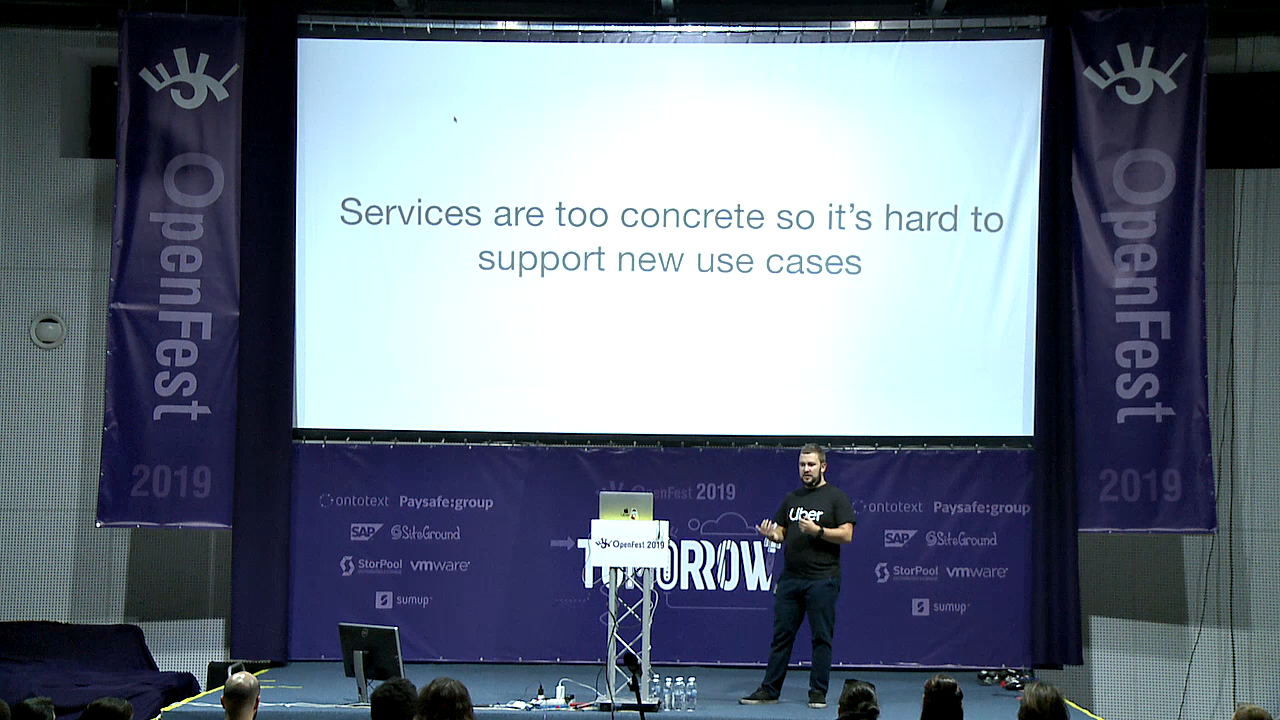 Services are too concrete so it's hard to
support new use cases
OpenFest
2019
OpenFest
2019
ontotext Paysafe:group
SAP SiteGround
StorPool vmware
sumup
OpenFest 2019
OpenFest 2019
Uber
ontotext Paysafe:group
SAP SiteGround
StorPool vmware
sumup